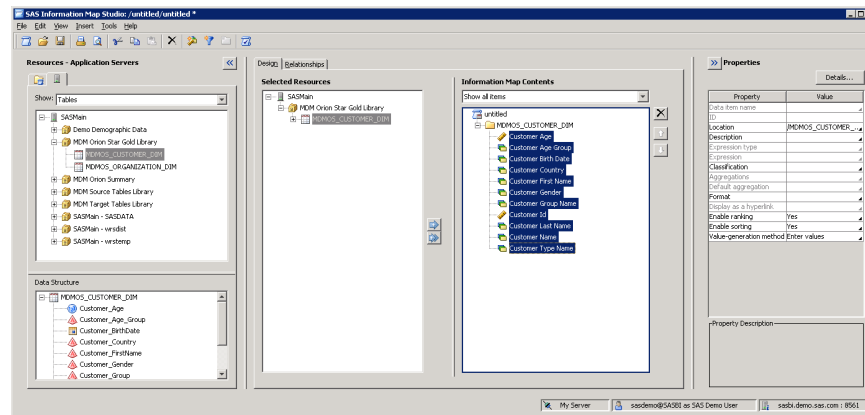 SAS Information Map Studio: /untitled/untitled *
File Edit View Insert Tools Help
Resources - Application Servers
Show: Tables
SASMain
Demo Demographic Data
MDM Orion Star Gold Library
MDMOS_CUSTOMER_DIM
MDMOS_ORGANIZATION_DIM
MDM Orion Summary
MDM Source Tables Library
MDM Target Tables Library
SASMain - SASDATA
SASMain - wrsdist
SASMain - wrstemp
Data Structure
MDMOS_CUSTOMER_DIM
Customer_Age
Customer_Age_Group
Customer_BirthDate
Customer_Country
Customer_FirstName
Customer_Gender
Customer_Group
Design Relationships
Selected Resources
SASMain
MDM Orion Star Gold Library
MDMOS_CUSTOMER_DIM
Information Map Contents
Show all items
untitled
MDMOS_CUSTOMER_DIM
Customer Age
Customer Age Group
Customer Birth Date
Customer Country
Customer First Name
Customer Gender
Customer Group Name
Customer Id
Customer Last Name
Customer Name
Customer Type Name
Properties
Details...
Property Value
Data item name
ID
Location /MDMOS_CUSTOMER_...
Description
Expression type
Expression
Classification
Aggregations
Default aggregation
Format
Display as a hyperlink
Enable ranking Yes
Enable sorting Yes
Value-generation method Enter values
Property Description
My Server sasdemo@SASBI as SAS Demo User sasbi.demo.sas.com : 8561